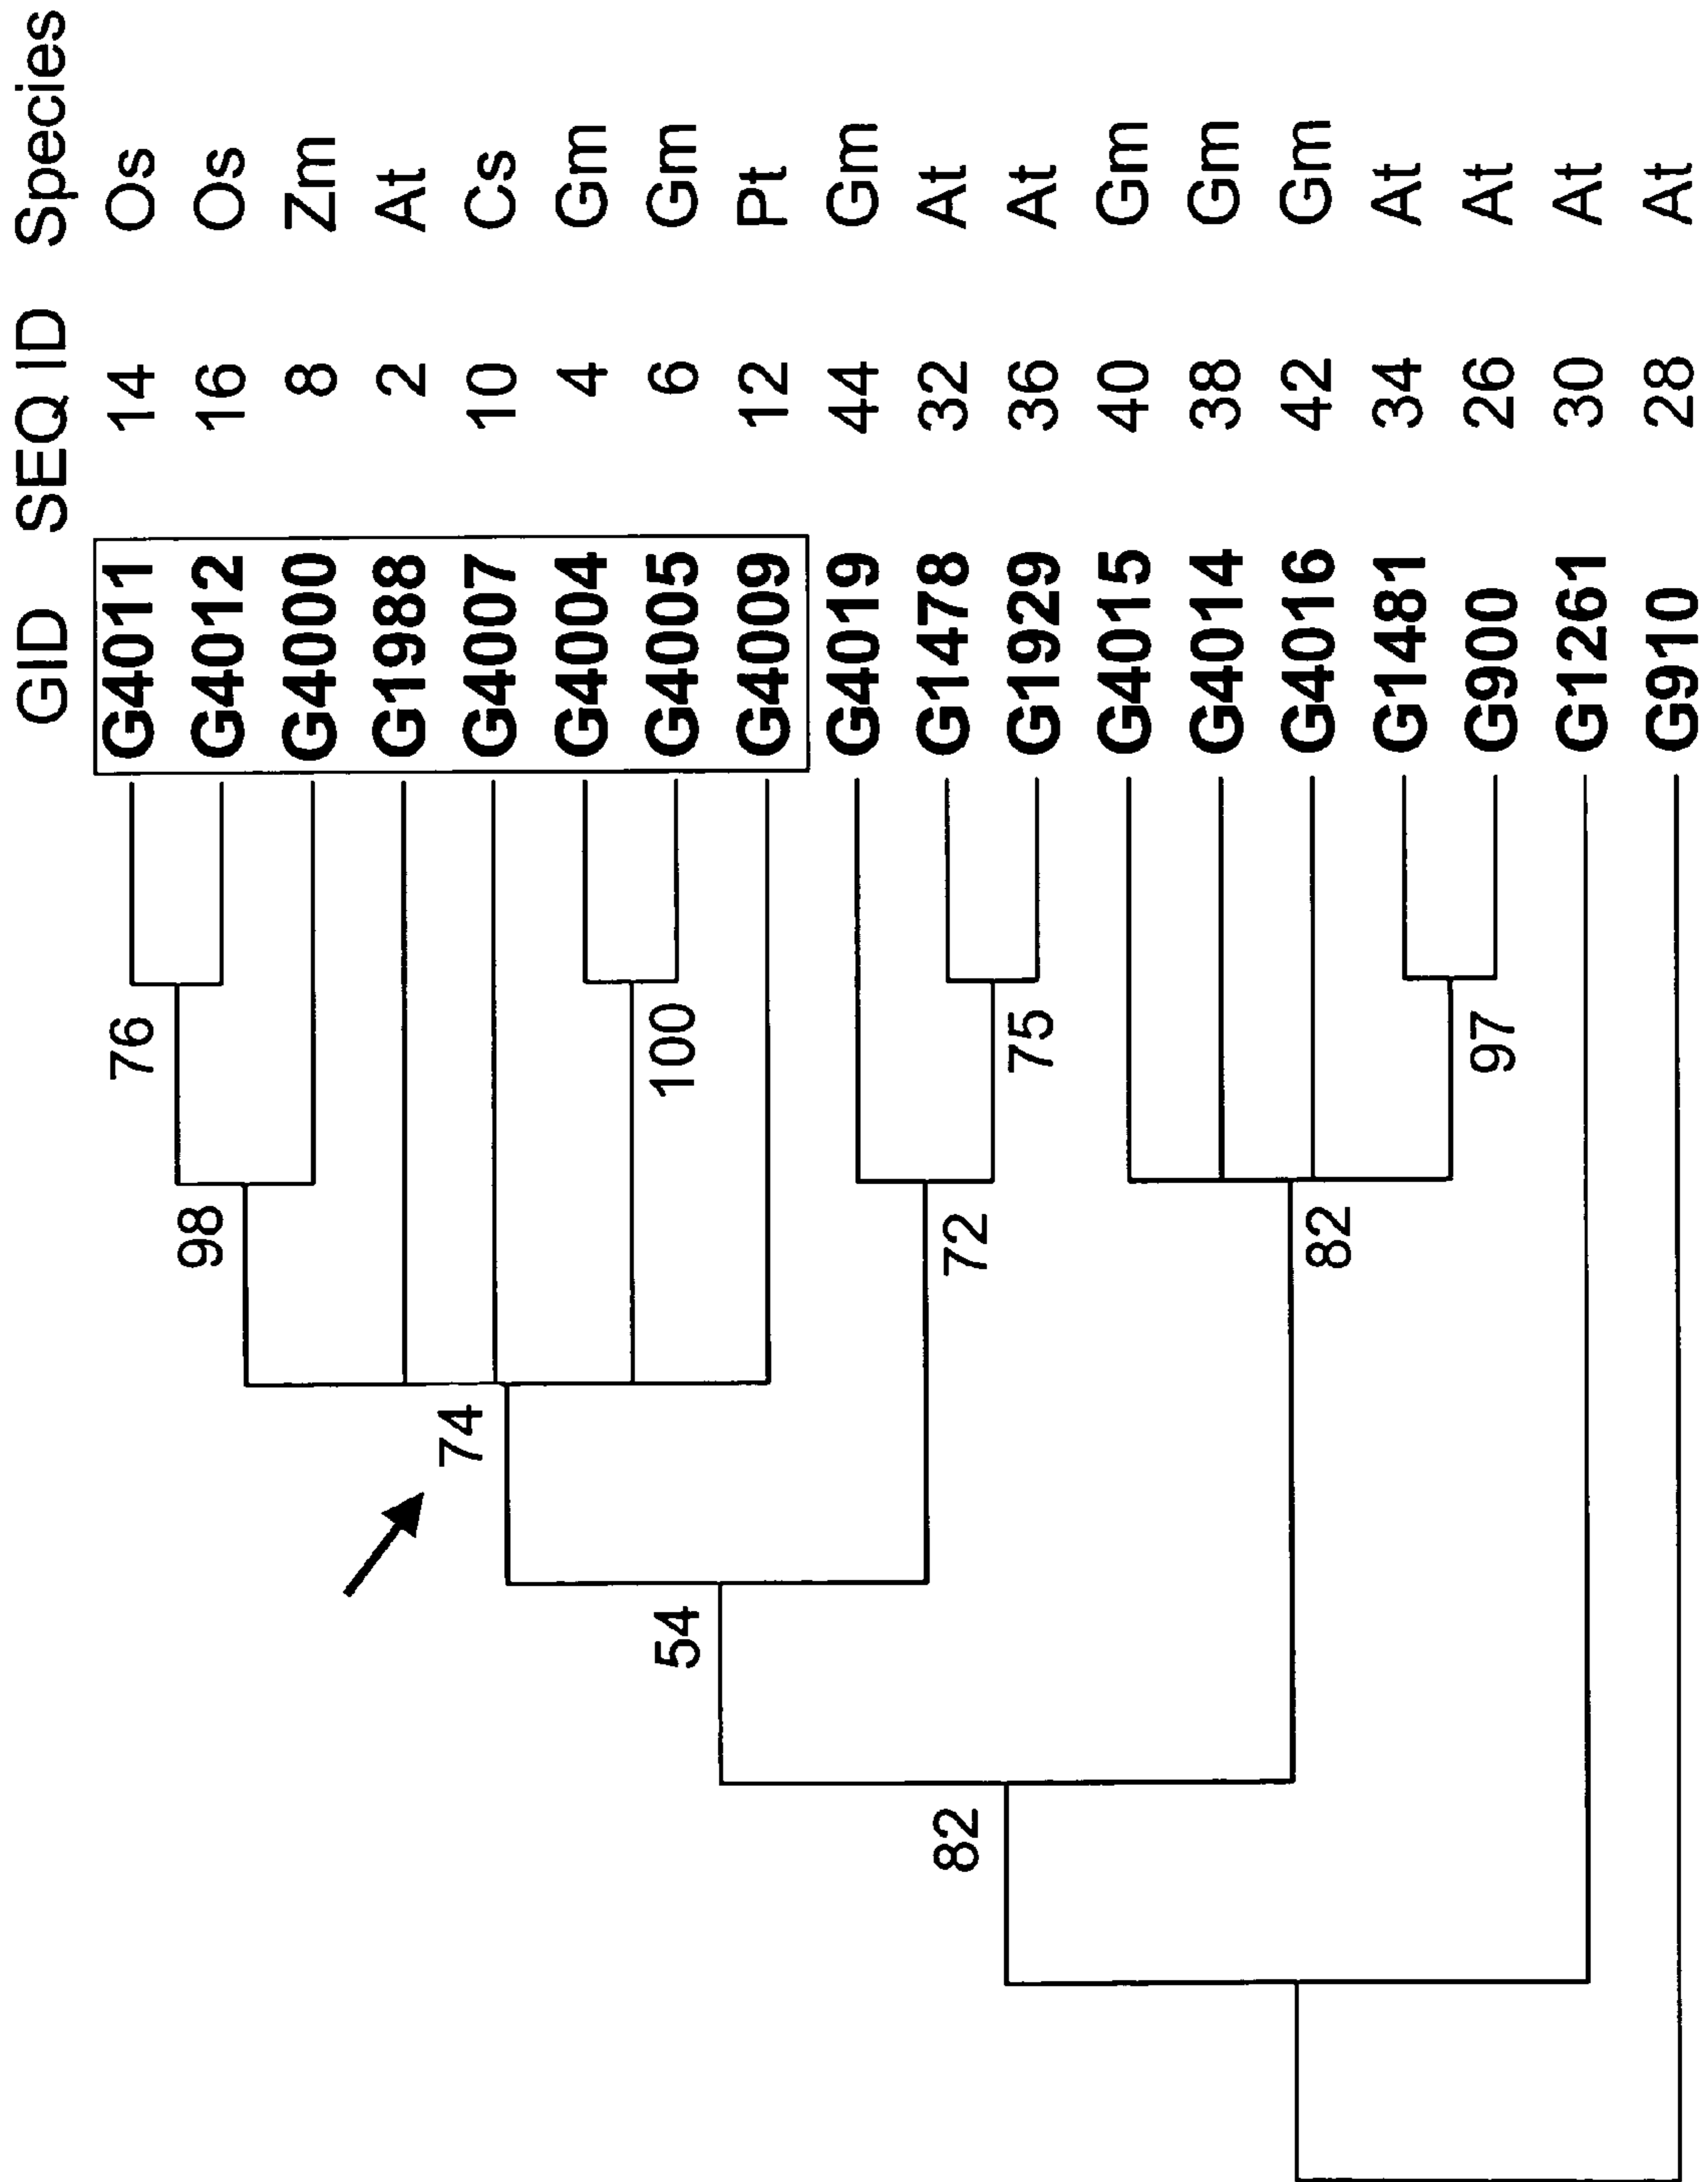 GID SEQ ID Species
G4011 14 Os
G4012 16 Os
G4000 8 Zm
G1988 2 At
G4007 10 Cs
G4004 4 Gm
G4005 6 Gm
G4009 12 Pt
G4019 44 Gm
G1478 32 At
G1929 36 At
G4015 40 Gm
G4014 38 Gm
G4016 42 Gm
G1481 34 At
G900 26 At
G1261 30 At
G910 28 At
76
98
100
74
75
72
54
97
82
82